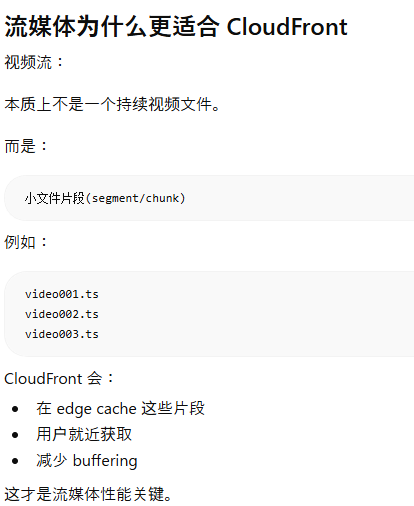 流媒体为什么更适合 CloudFront
视频流：
本质上不是一个持续视频文件。
而是：
小文件片段(segment/chunk)
例如：
video001.ts
video002.ts
video003.ts
CloudFront 会：
• 在 edge cache 这些片段
• 用户就近获取
• 减少 buffering
这才是流媒体性能关键。